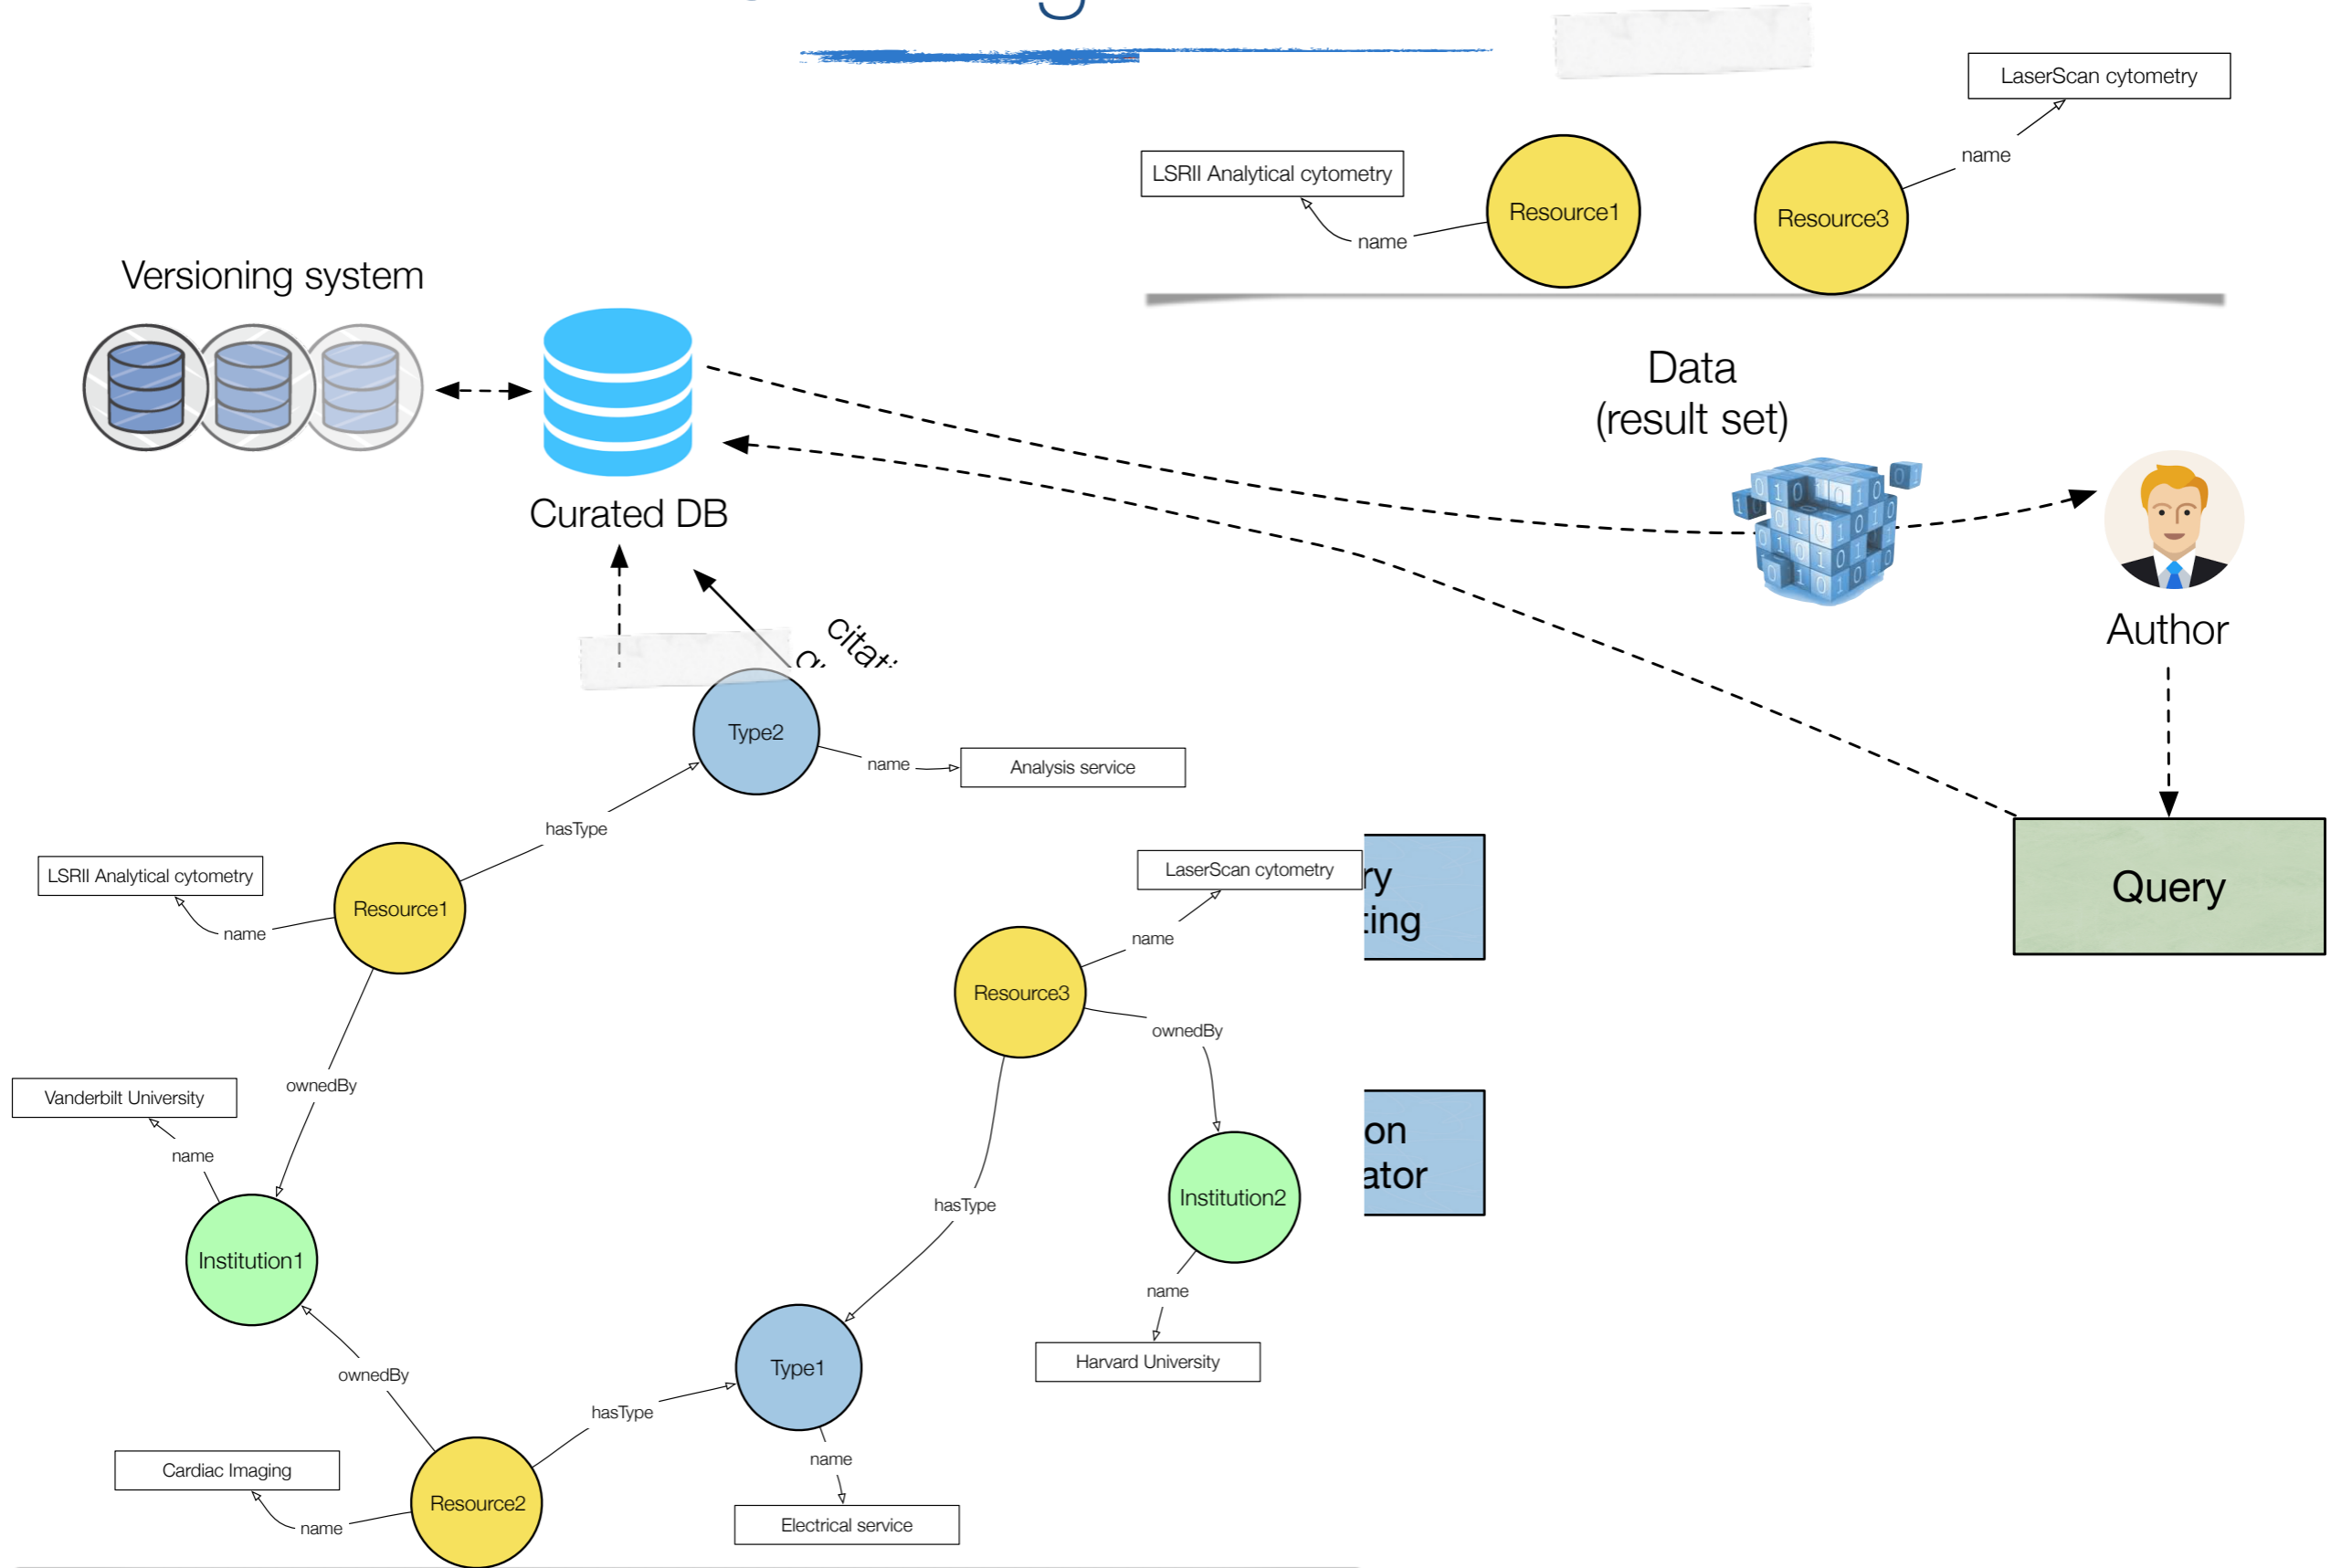 LaserScan cytometry
name
LSRII Analytical cytometry
name
Resource1
Resource3
Versioning system
Curated DB
Data
(result set)
Author
Query
Type2
name
Analysis service
hasType
LSRII Analytical cytometry
name
Resource1
LaserScan cytometry
name
Resource3
ownedBy
ownedBy
Vanderbilt University
name
Institution1
hasType
Institution2
name
Harvard University
ownedBy
Type1
hasType
name
Electrical service
Cardiac Imaging
name
Resource2